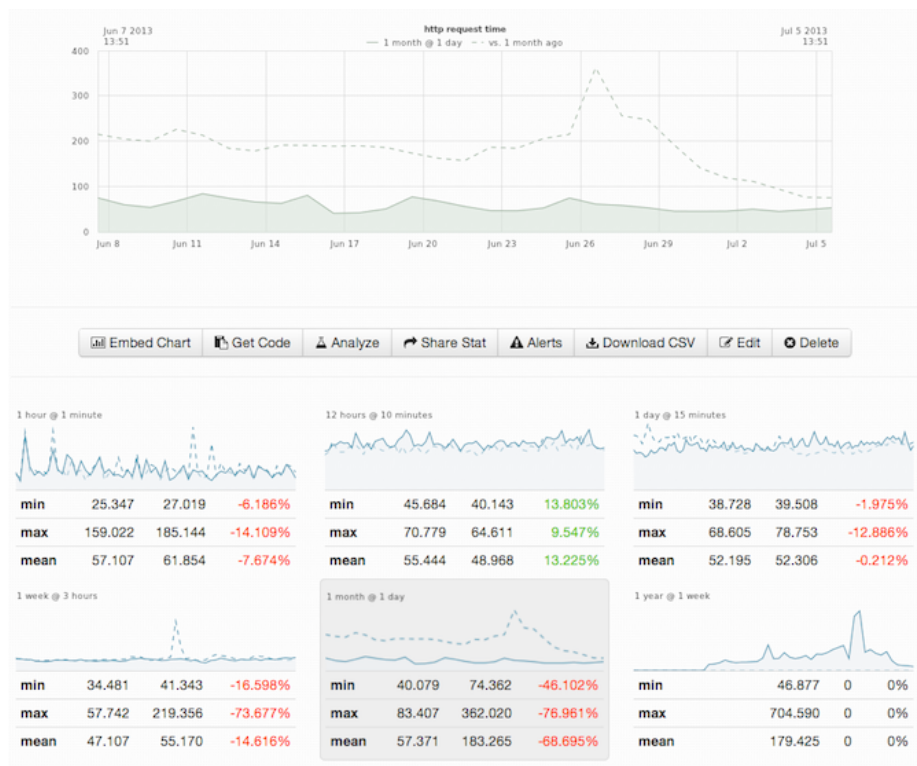 Jun 7 2013 http request time Jul 5 2013
13:51 1 month @ 1 day vs. 1 month ago 13:51
400
300
200
100
0
Jun 8 Jun 11 Jun 14 Jun 17 Jun 20 Jun 23 Jun 26 Jun 29 Jul 2 Jul 5
Embed Chart Get Code Analyze Share Stat Alerts Download CSV Edit Delete
1 hour @ 1 minute
min 25.347 27.019 -6.186%
max 159.022 185.144 -14.109%
mean 57.107 61.854 -7.674%
12 hours @ 10 minutes
min 45.684 40.143 13.803%
max 70.779 64.611 9.547%
mean 55.444 48.968 13.225%
1 day @ 15 minutes
min 38.728 39.508 -1.975%
max 68.605 78.753 -12.886%
mean 52.195 52.306 -0.212%
1 week @ 3 hours
min 34.481 41.343 -16.598%
max 57.742 219.356 -73.677%
mean 47.107 55.170 -14.616%
1 month @ 1 day
min 40.079 74.362 -46.102%
max 83.407 362.020 -76.961%
mean 57.371 183.265 -68.695%
1 year @ 1 week
min 46.877 0 0%
max 704.590 0 0%
mean 179.425 0 0%